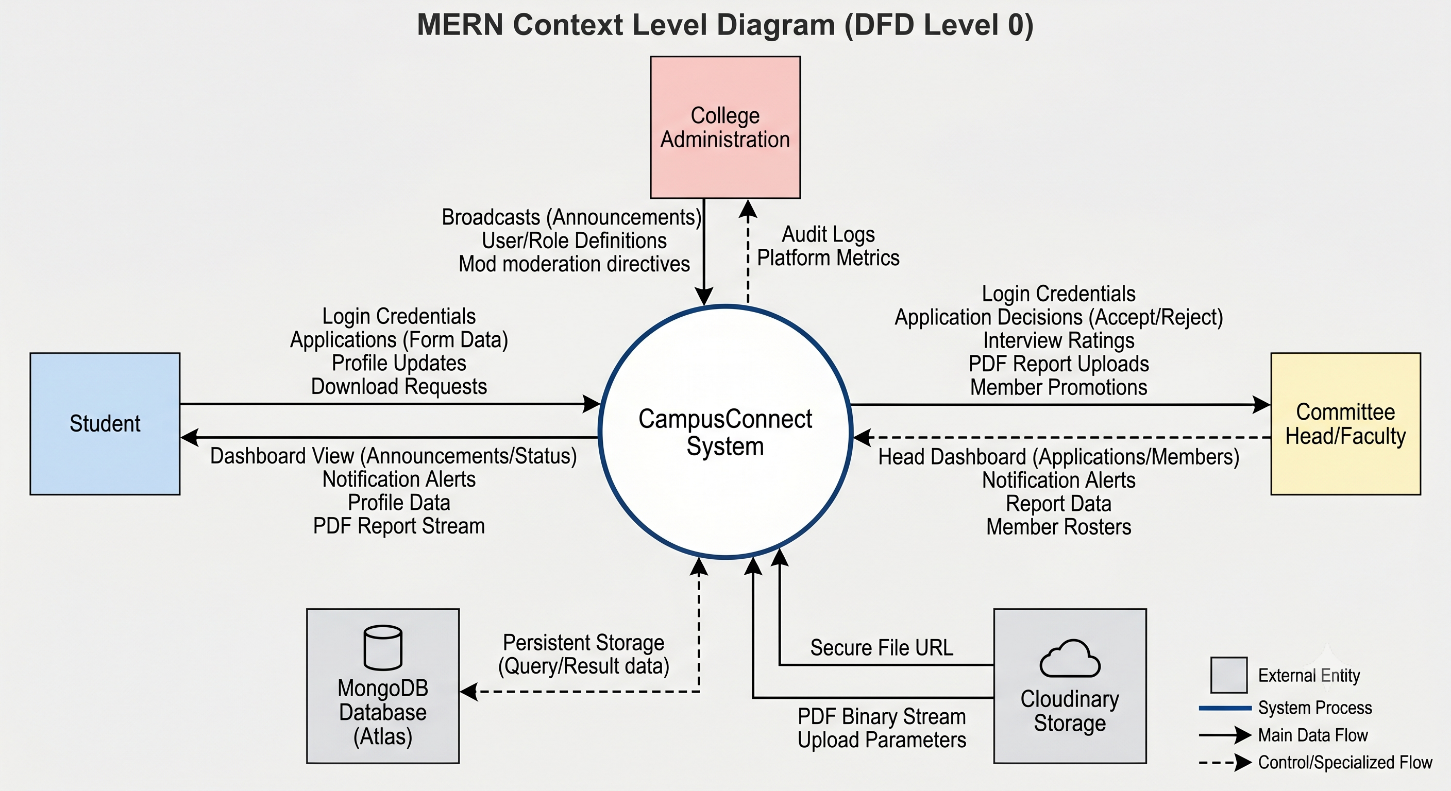 MERN Context Level Diagram (DFD Level 0)
College
Administration
Broadcasts (Announcements)
User/Role Definitions
Mod moderation directives
Audit Logs
Platform Metrics
Login Credentials
Applications (Form Data)
Profile Updates
Download Requests
Login Credentials
Application Decisions (Accept/Reject)
Interview Ratings
PDF Report Uploads
Member Promotions
Student
CampusConnect
System
Committee
Head/Faculty
Dashboard View (Announcements/Status)
Notification Alerts
Profile Data
PDF Report Stream
Head Dashboard (Applications/Members)
Notification Alerts
Report Data
Member Rosters
MongoDB
Database
(Atlas)
Persistent Storage
(Query/Result data)
Secure File URL
PDF Binary Stream
Upload Parameters
Cloudinary
Storage
External Entity
System Process
Main Data Flow
Control/Specialized Flow